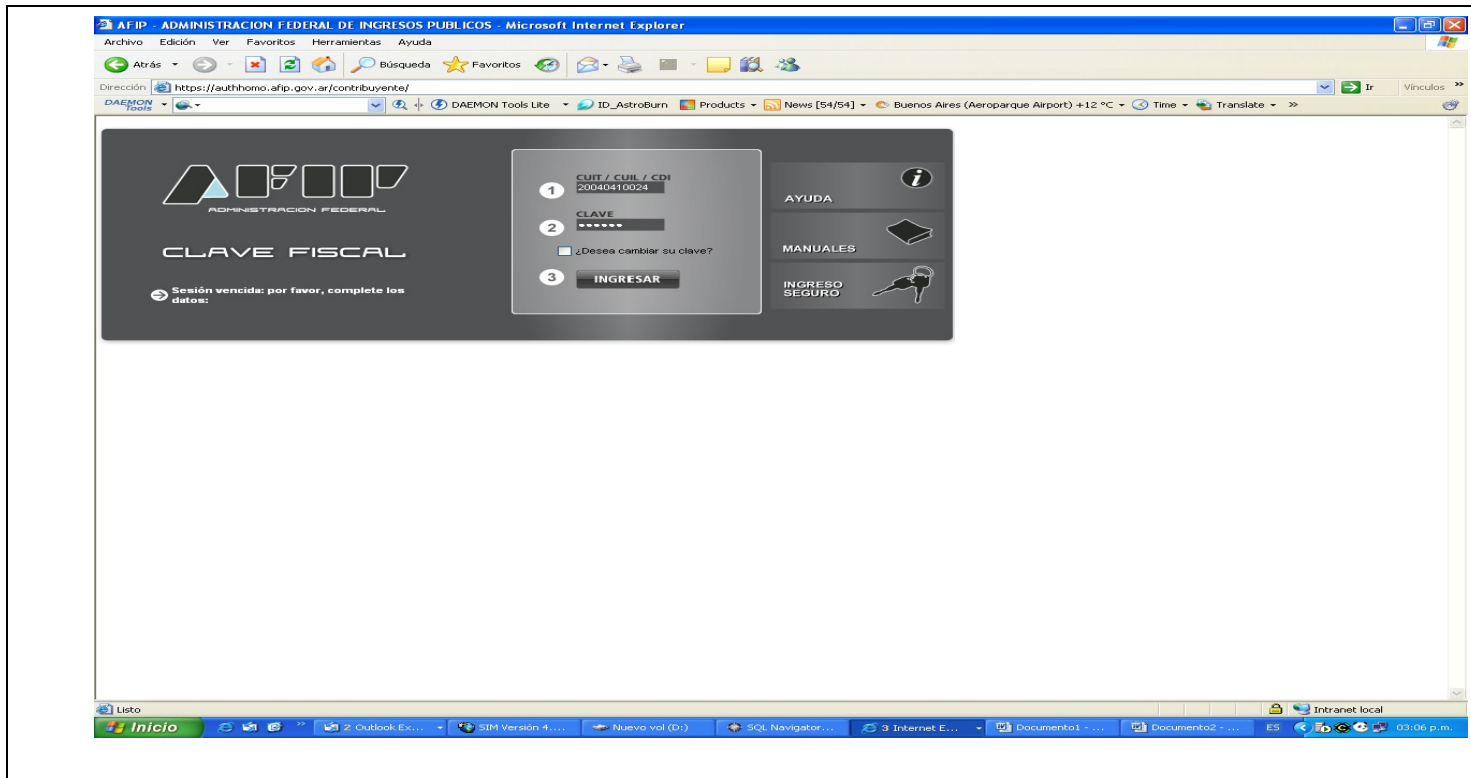 AFIP - ADMINISTRACION FEDERAL DE INGRESOS PUBLICOS - Microsoft Internet Explorer
Archivo Edición Ver Favoritos Herramientas Ayuda
Atrás Búsqueda Favoritos
Dirección https://authhomo.afip.gov.ar/contribuyente/ Ir Vínculos »
DAEMON Tools DAEMON Tools Lite ID_AstroBurn Products News [54/54] Buenos Aires (Aeroparque Airport) +12 °C Time Translate »
AFIP
ADMINISTRACION FEDERAL
CLAVE FISCAL
Sesión vencida: por favor, complete los
datos:
CUIT / CUIL / CDI
1 20040410024
CLAVE
2 ••••••
¿Desea cambiar su clave?
3 INGRESAR
AYUDA
MANUALES
INGRESO
SEGURO
Listo Intranet local
Inicio » 2 Outlook Ex... SIM Versión 4.... Nuevo vol (D:) SQL Navigator... 3 Internet E... Documento1 - ... Documento2 - ... ES 03:06 p.m.